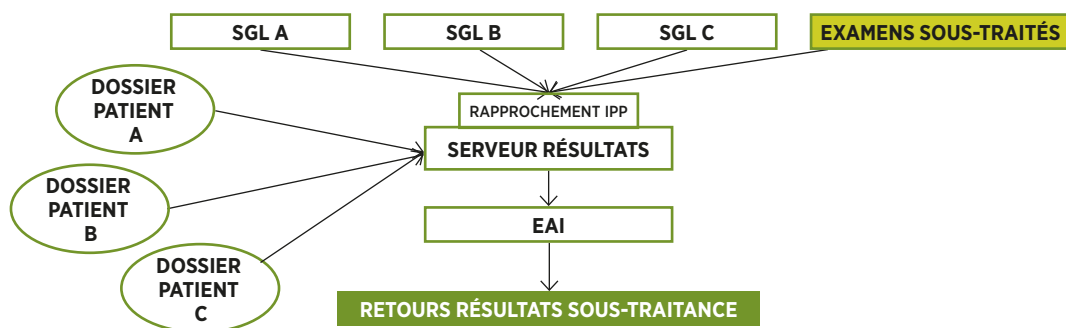 SGL A
SGL B
SGL C
EXAMENS SOUS-TRAITÉS
DOSSIER
PATIENT
A
RAPPROCHEMENT IPP
SERVEUR RÉSULTATS
DOSSIER
PATIENT
B
EAI
DOSSIER
PATIENT
C
RETOURS RÉSULTATS SOUS-TRAITANCE